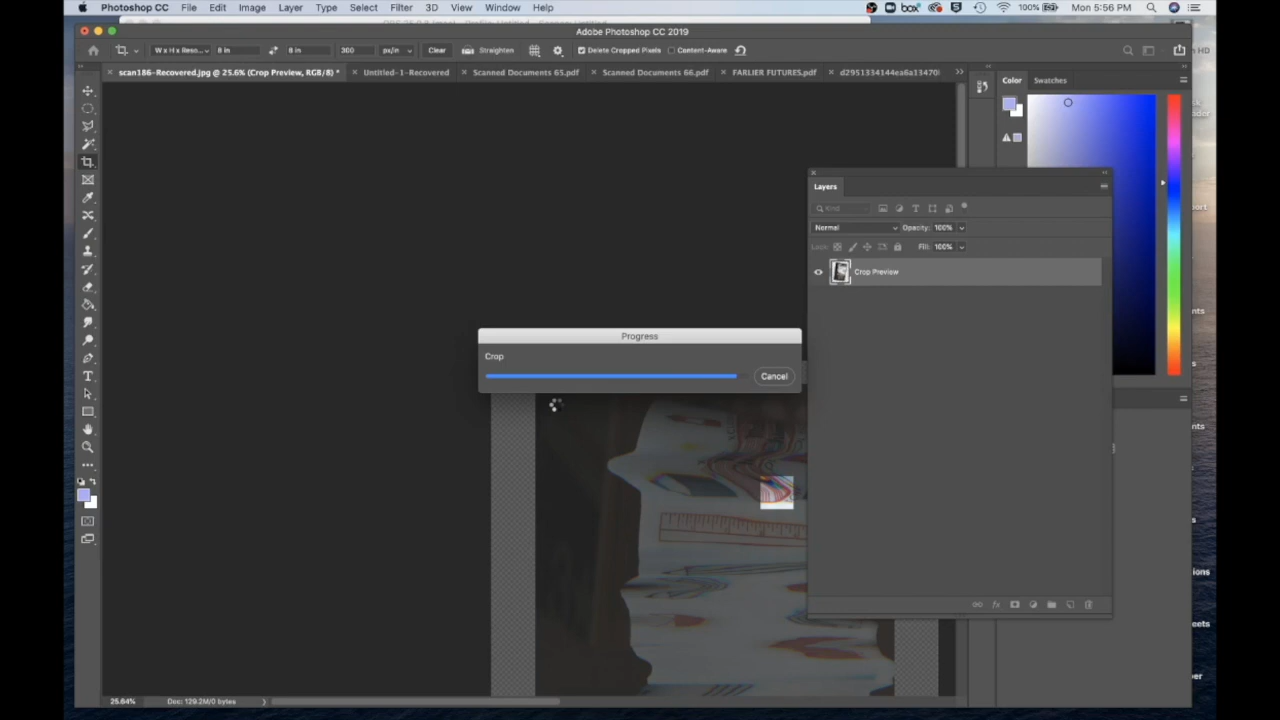 Photoshop CC File Edit Image Layer Type Select Filter 3D View Window Help 100% Mon 5:56 PM
Adobe Photoshop CC 2019
W x H x Reso... 8 in 8 in 300 px/in Clear Straighten Delete Cropped Pixels Content-Aware
scan186-Recovered.jpg @ 25.6% (Crop Preview, RGB/8) * Untitled-1-Recovered Scanned Documents 65.pdf Scanned Documents 66.pdf FARLIER FUTURES.pdf Color Swatches
Layers
Kind
Normal Opacity: 100%
Lock: Fill: 100%
Crop Preview
Progress
Crop
Cancel
25.64% Doc: 129.2M/0 bytes